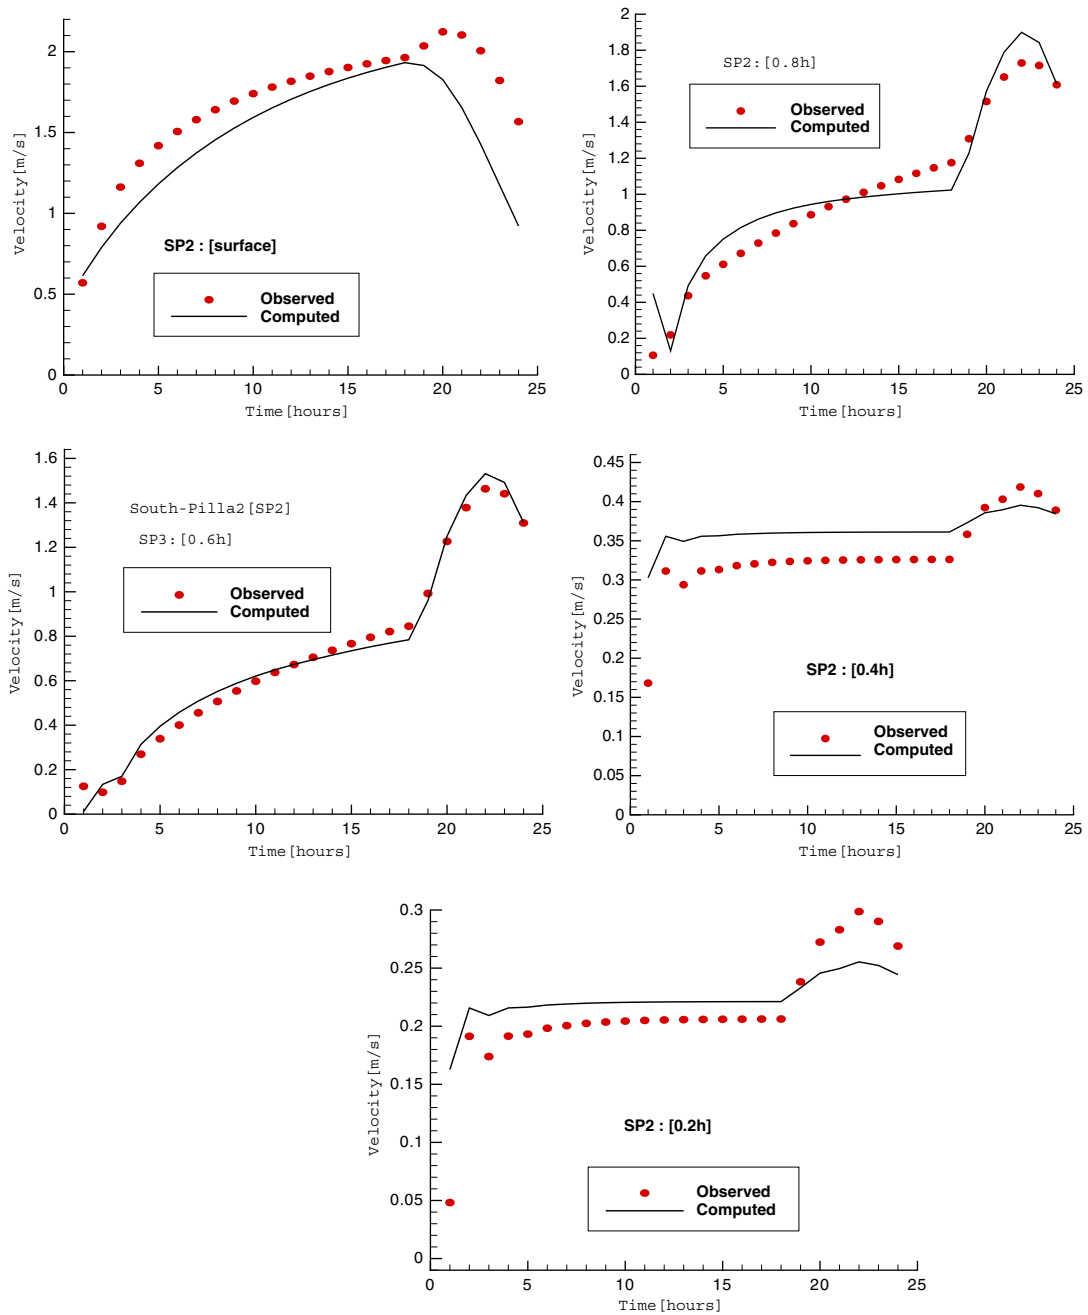 2
1.5
1
0.5
0
Velocity[m/s]
SP2 : [surface]
Observed
Computed
0
5
10
15
20
25
Time[hours]
2
1.8
1.6
1.4
1.2
1
0.8
0.6
0.4
0.2
0
Velocity[m/s]
SP2:[0.8h]
Observed
Computed
0
5
10
15
20
25
Time[hours]
1.6
1.4
1.2
1
0.8
0.6
0.4
0.2
0
Velocity[m/s]
South-Pilla2[SP2]
SP3:[0.6h]
Observed
Computed
0
5
10
15
20
25
Time[hours]
0.45
0.4
0.35
0.3
0.25
0.2
0.15
0.1
0.05
0
Velocity[m/s]
SP2 : [0.4h]
Observed
Computed
0
5
10
15
20
25
Time[hours]
0.3
0.25
0.2
0.15
0.1
0.05
0
Velocity[m/s]
SP2 : [0.2h]
Observed
Computed
0
5
10
15
20
25
Time[hours]